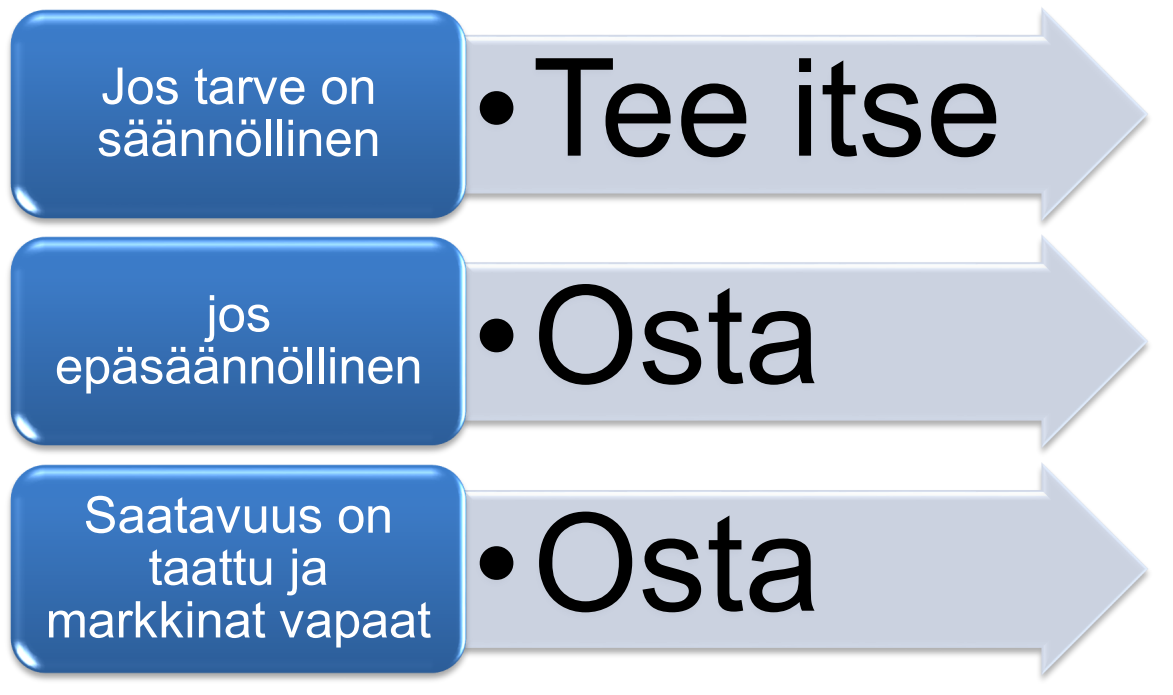 Jos tarve on
säännöllinen
• Tee itse
jos
epäsäännöllinen
• Osta
Saatavuus on
taattu ja
markkinat vapaat
• Osta